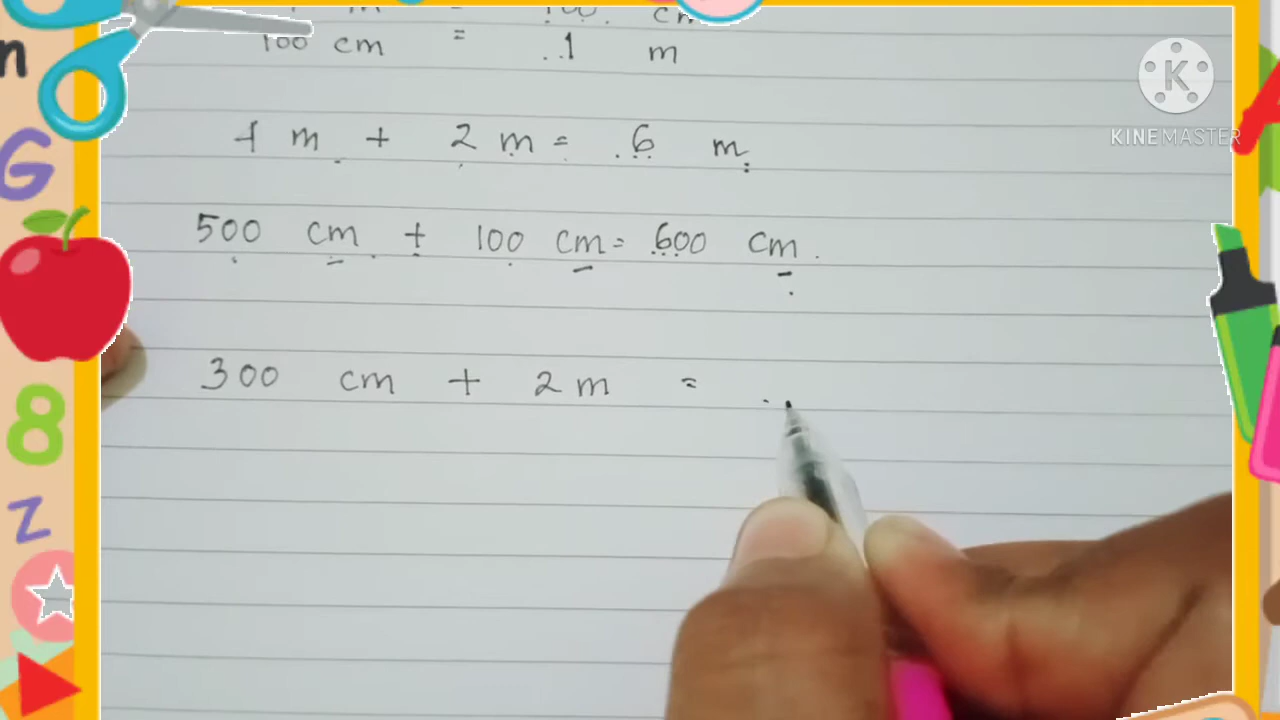 100 cm = 1 m
4 m + 2 m = 6 m
500 cm + 100 cm = 600 cm.
300 cm + 2 m =
KINEMASTER